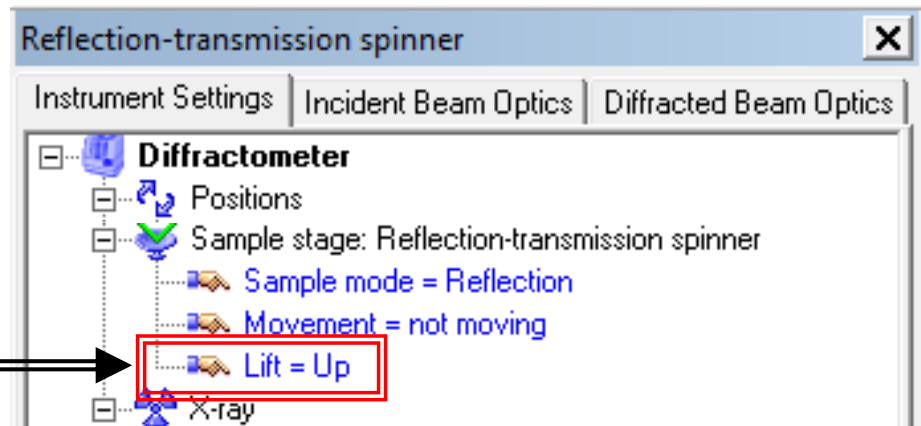 Reflection-transmission spinner
Instrument Settings Incident Beam Optics Diffracted Beam Optics
Diffractometer
Positions
Sample stage: Reflection-transmission spinner
Sample mode = Reflection
Movement = not moving
Lift = Up
X-ray